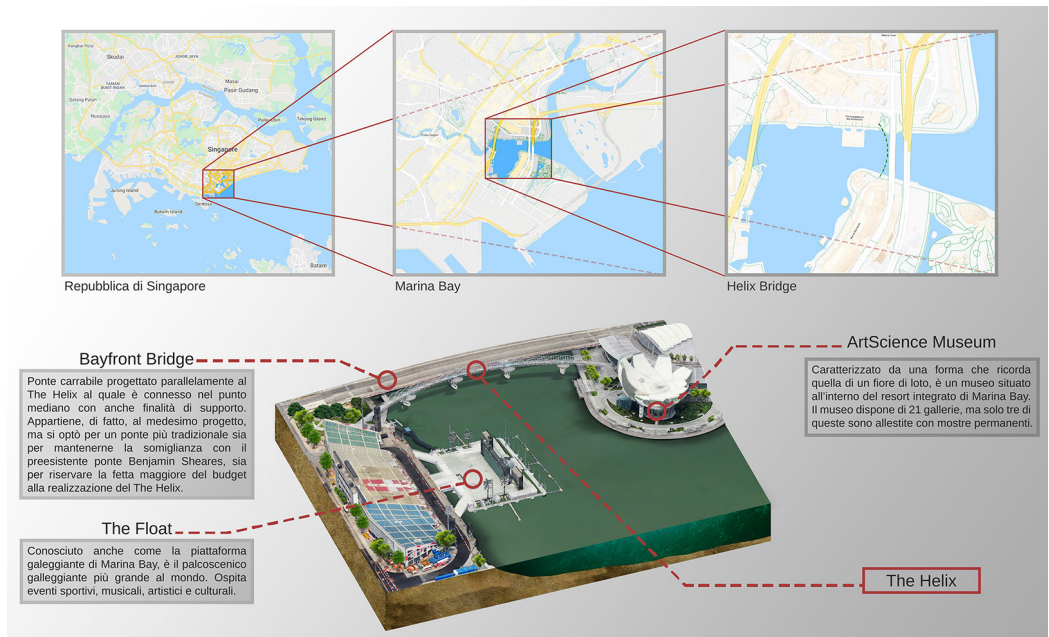 Kangkar Pulai
Skudai
JOHOR JAYA
Masai
Pasir Gudang
TAMAN
BUKIT INDAH
Gelang Patah
Nusajaya
Pulau Ubin
Tekong Island
Singapore
Jurong Island
Sentosa
Bukom Island
Batam
Repubblica di Singapore
Marina Bay
Helix Bridge
Bayfront Bridge
Ponte carrabile progettato parallelamente al
The Helix al quale è connesso nel punto
mediano con anche finalità di supporto.
Appartiene, di fatto, al medesimo progetto,
ma si optò per un ponte più tradizionale sia
per mantenerne la somiglianza con il
preesistente ponte Benjamin Sheares, sia
per riservare la fetta maggiore del budget
alla realizzazione del The Helix.
ArtScience Museum
Caratterizzato da una forma che ricorda
quella di un fiore di loto, è un museo situato
all'interno del resort integrato di Marina Bay.
Il museo dispone di 21 gallerie, ma solo tre di
queste sono allestite con mostre permanenti.
The Float
Conosciuto anche come la piattaforma
galeggiante di Marina Bay, è il palcoscenico
galleggiante più grande al mondo. Ospita
eventi sportivi, musicali, artistici e culturali.
The Helix